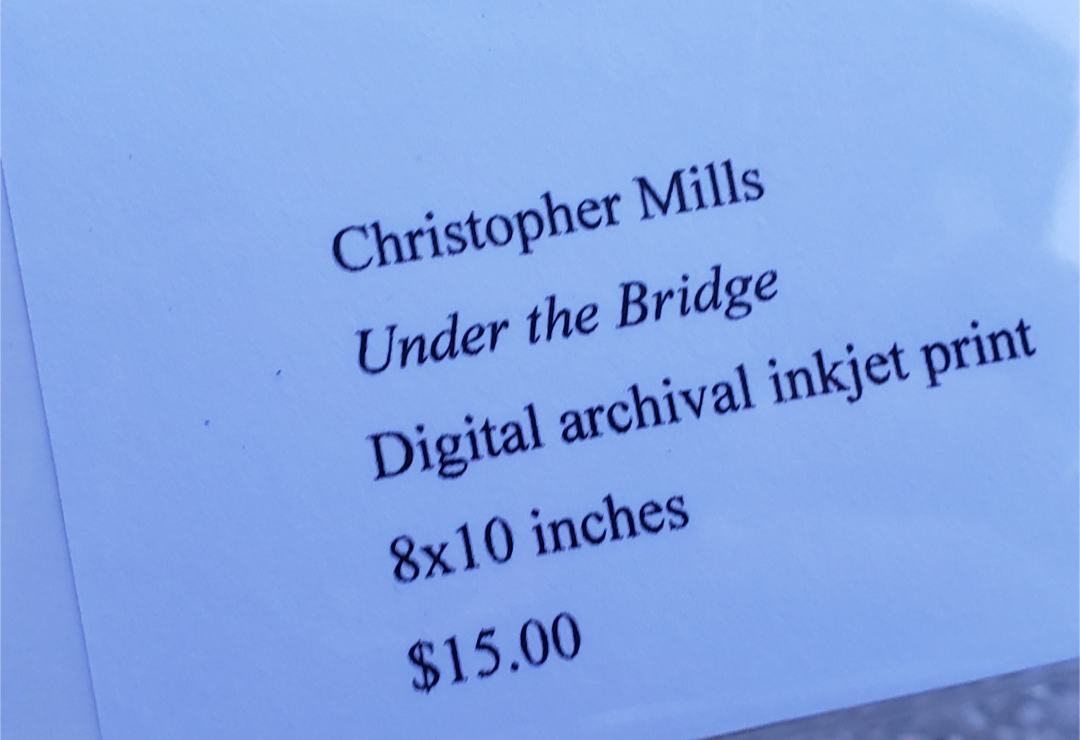 Christopher Mills
Under the Bridge
Digital archival inkjet print
8x10 inches
$15.00